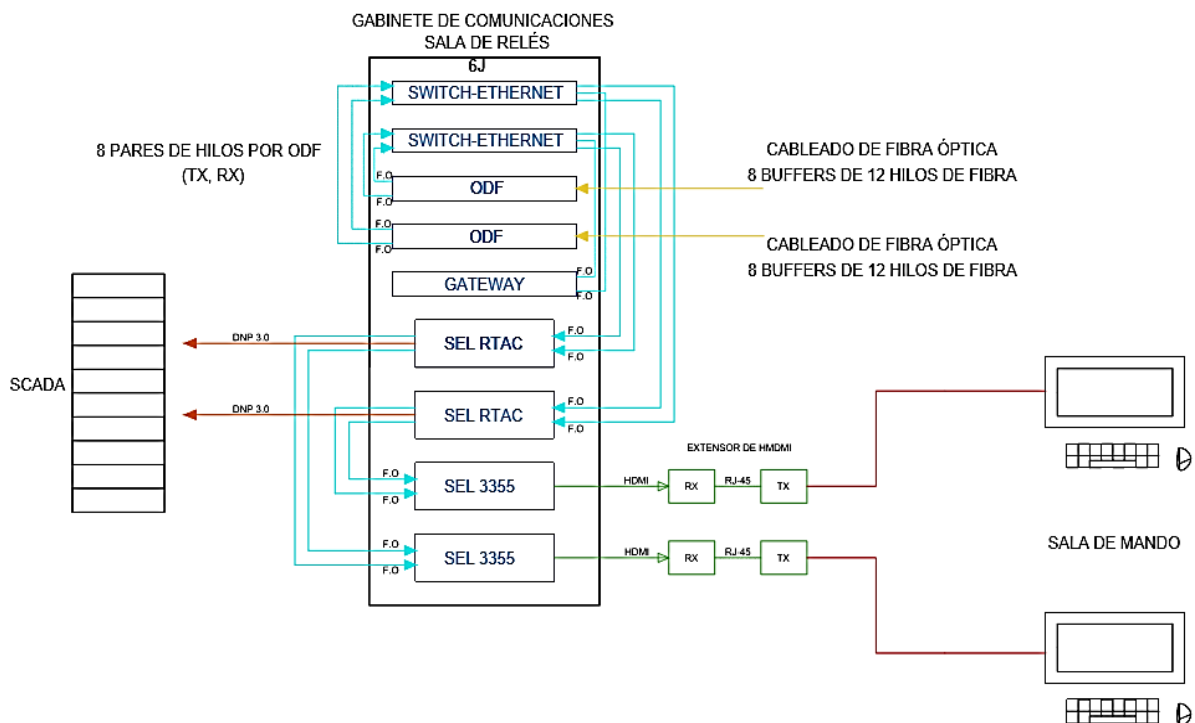 GABINETE DE COMUNICACIONES
SALA DE RELÉS
6J
SWITCH-ETHERNET
SWITCH-ETHERNET
8 PARES DE HILOS POR ODF
(TX, RX)
CABLEADO DE FIBRA ÓPTICA
8 BUFFERS DE 12 HILOS DE FIBRA
F.O
ODF
F.O
F.O
ODF
F.O
CABLEADO DE FIBRA ÓPTICA
8 BUFFERS DE 12 HILOS DE FIBRA
F.O
GATEWAY
F.O
DNP 3.0
SEL RTAC
F.O
F.O
SCADA
DNP 3.0
SEL RTAC
F.O
F.O
EXTENSOR DE HMDMI
F.O
SEL 3355
F.O
HDMI
RX
RJ-45
TX
SALA DE MANDO
F.O
SEL 3355
F.O
HDMI
RX
RJ-45
TX